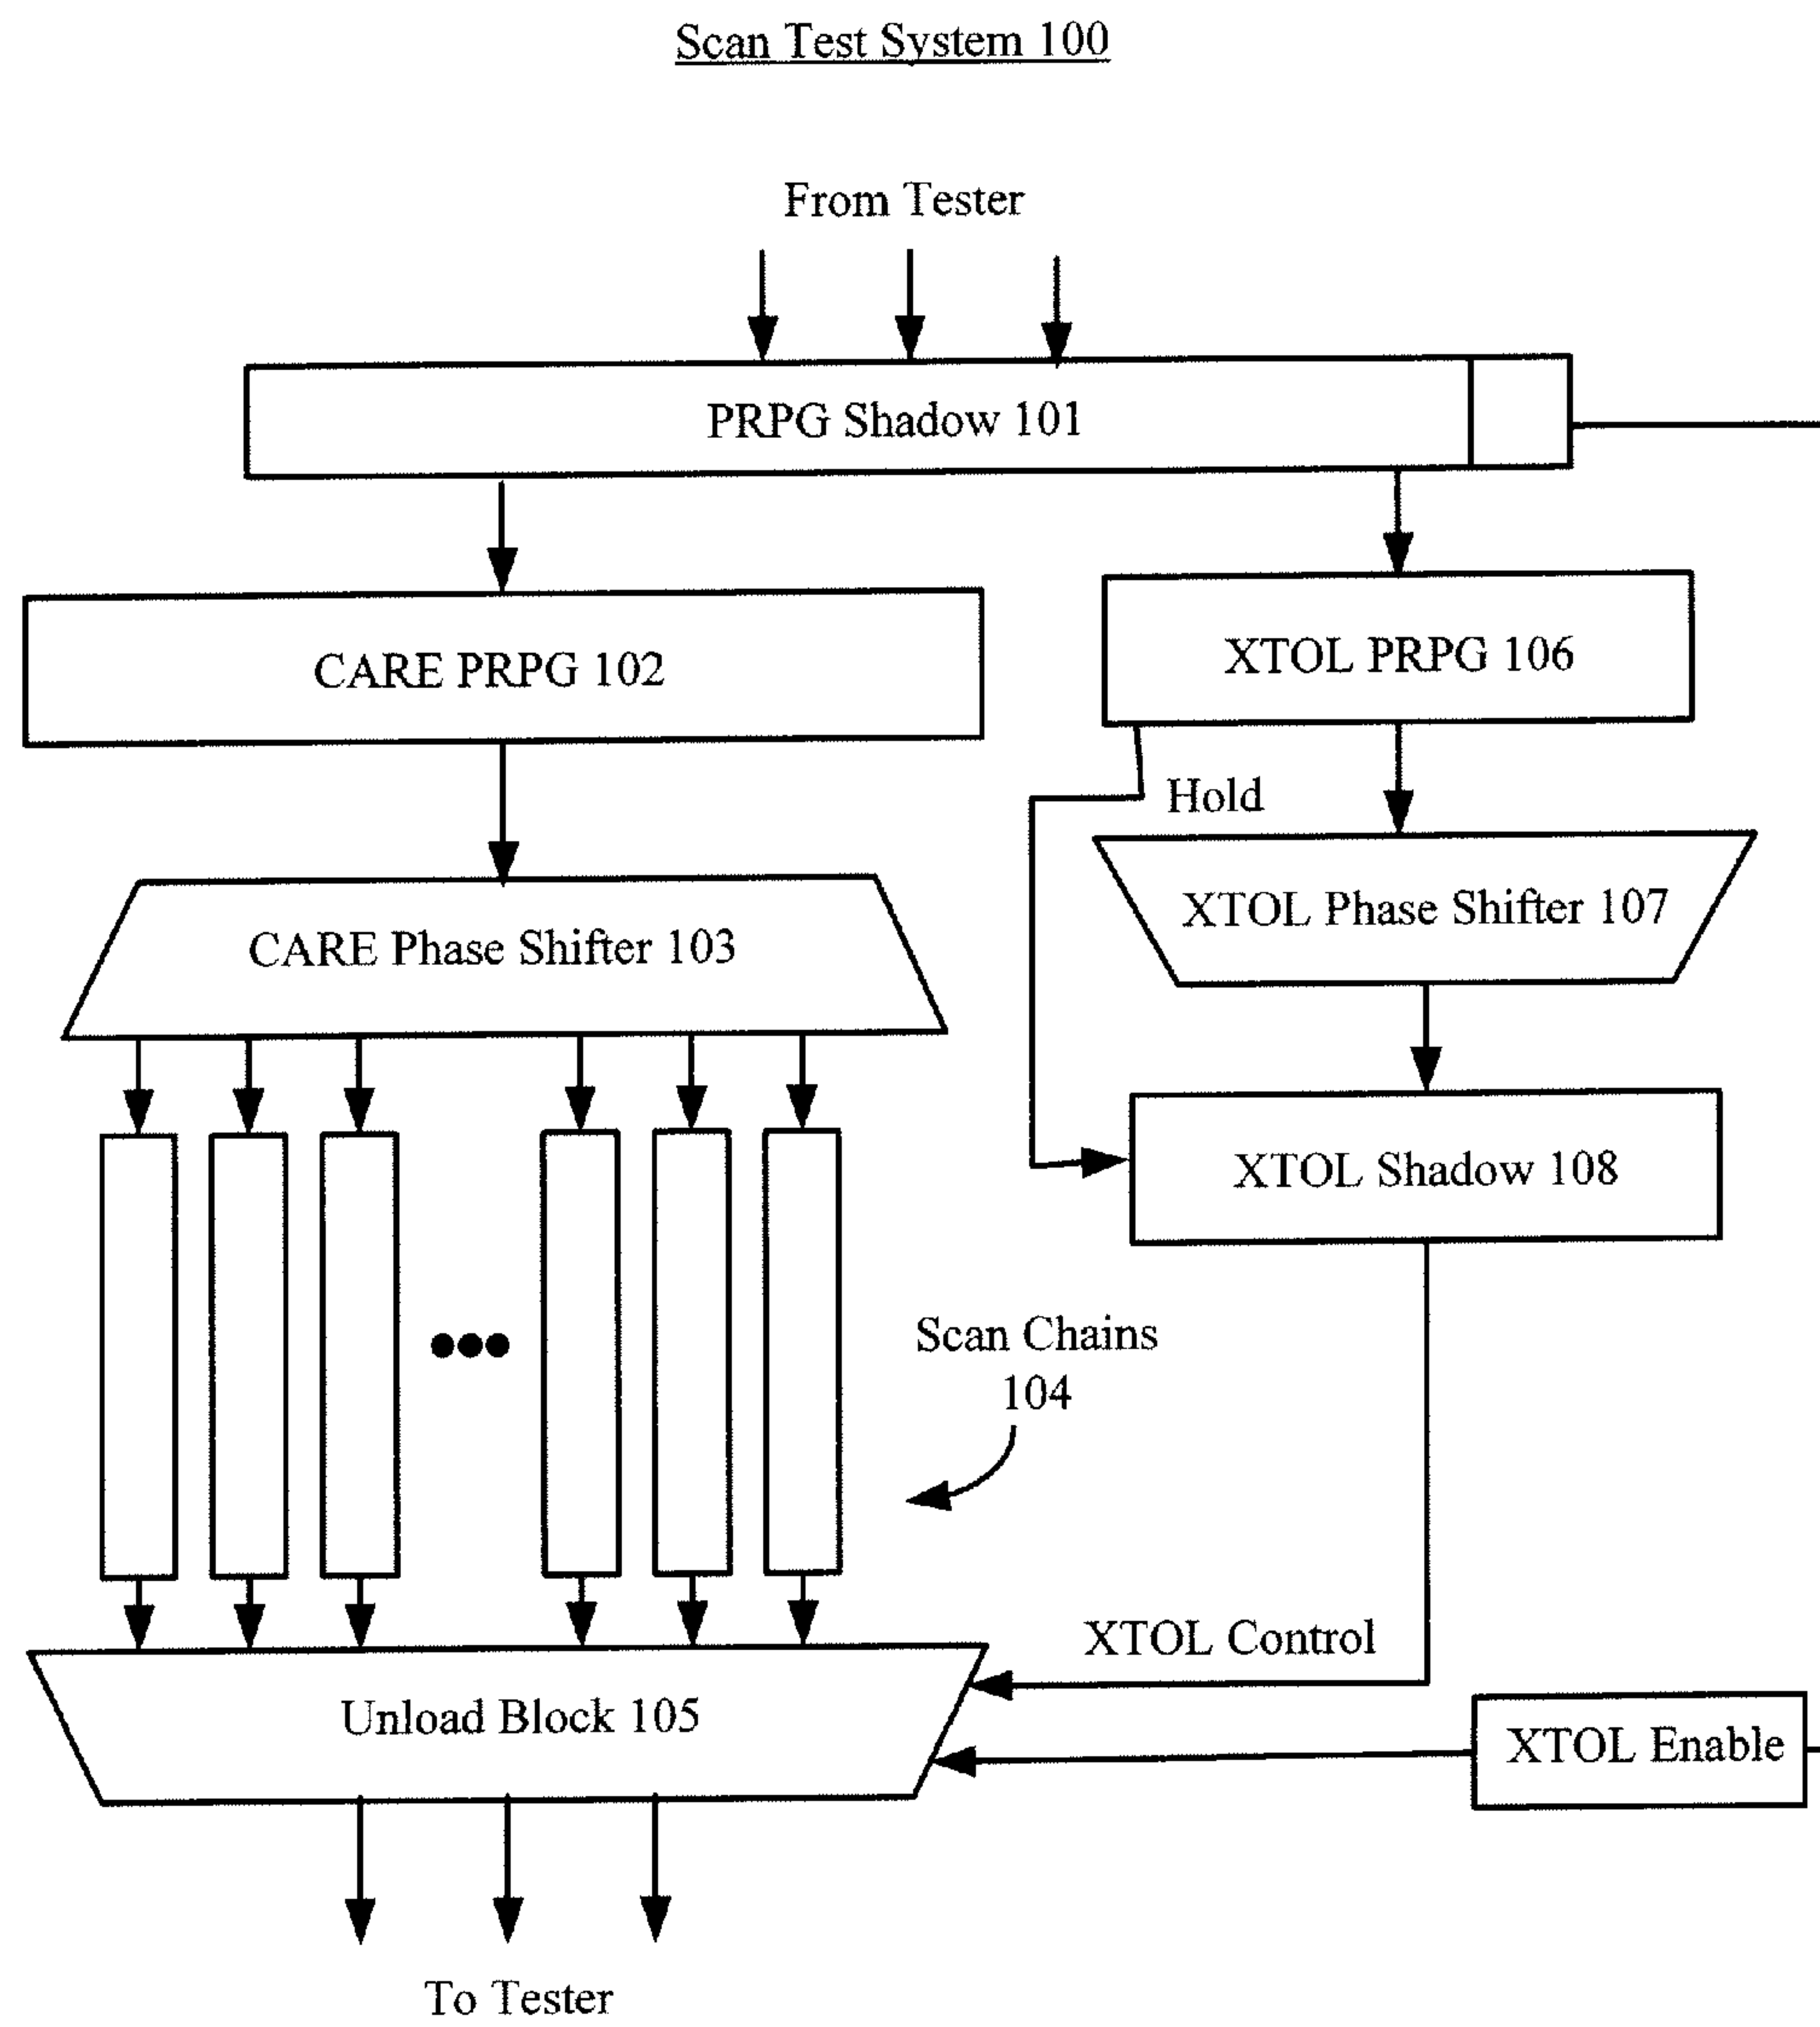 Scan Test System 100
From Tester
PRPG Shadow 101
CARE PRPG 102
XTOL PRPG 106
Hold
CARE Phase Shifter 103
XTOL Phase Shifter 107
XTOL Shadow 108
Scan Chains
104
XTOL Control
Unload Block 105
XTOL Enable
To Tester